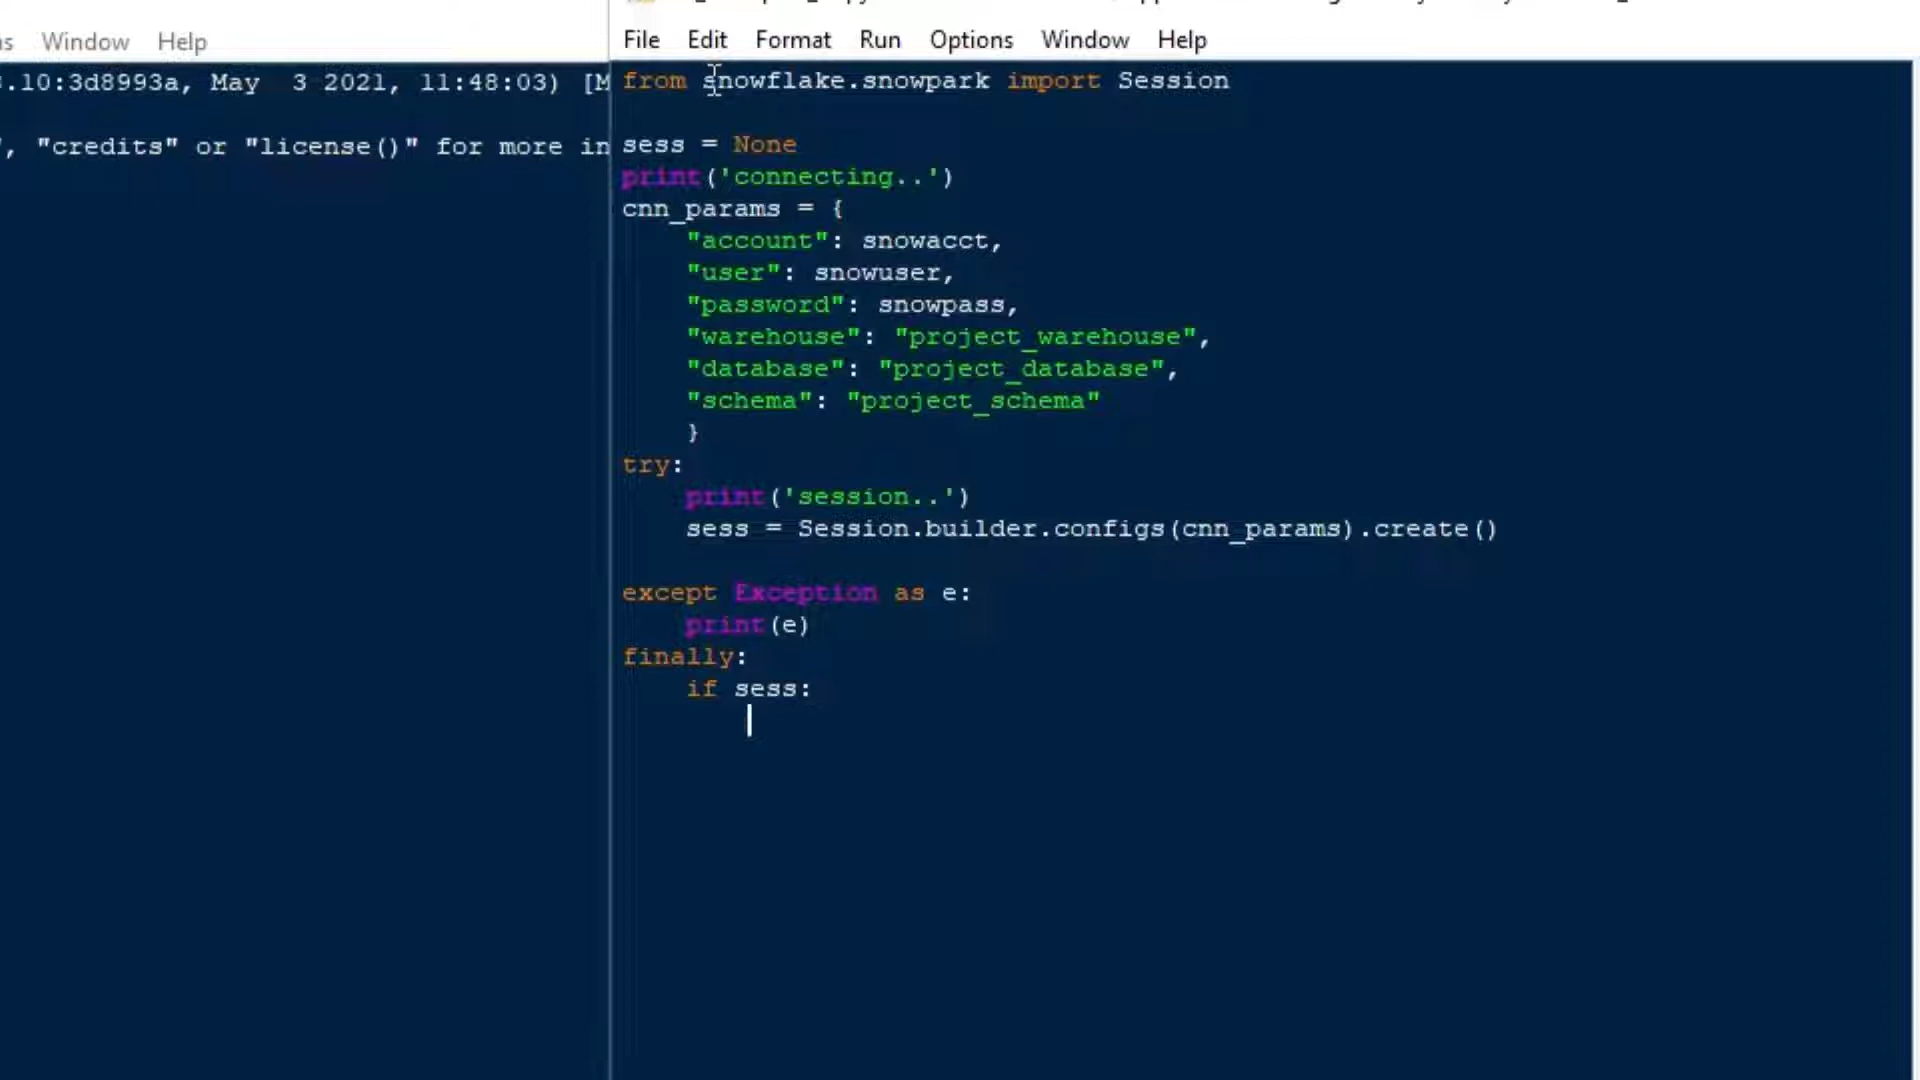 Window Help
.10:3d8993a, May 3 2021, 11:48:03) [M
, "credits" or "license()" for more in
File Edit Format Run Options Window Help
from snowflake.snowpark import Session
sess = None
print('connecting..')
cnn_params = {
"account": snowacct,
"user": snowuser,
"password": snowpass,
"warehouse": "project_warehouse",
"database": "project_database",
"schema": "project_schema"
}
try:
print('session..')
sess = Session.builder.configs(cnn_params).create()
except Exception as e:
print(e)
finally:
if sess: